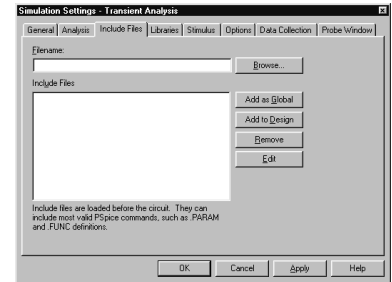 Simulation Settings - Transient Analysis
General Analysis Include Files Libraries Stimulus Options Data Collection Probe Window
Filename:
Browse...
Include Files
Add as Global
Add to Design
Remove
Edit
Include files are loaded before the circuit. They can
include most valid PSpice commands, such as .PARAM
and .FUNC definitions.
OK Cancel Apply Help